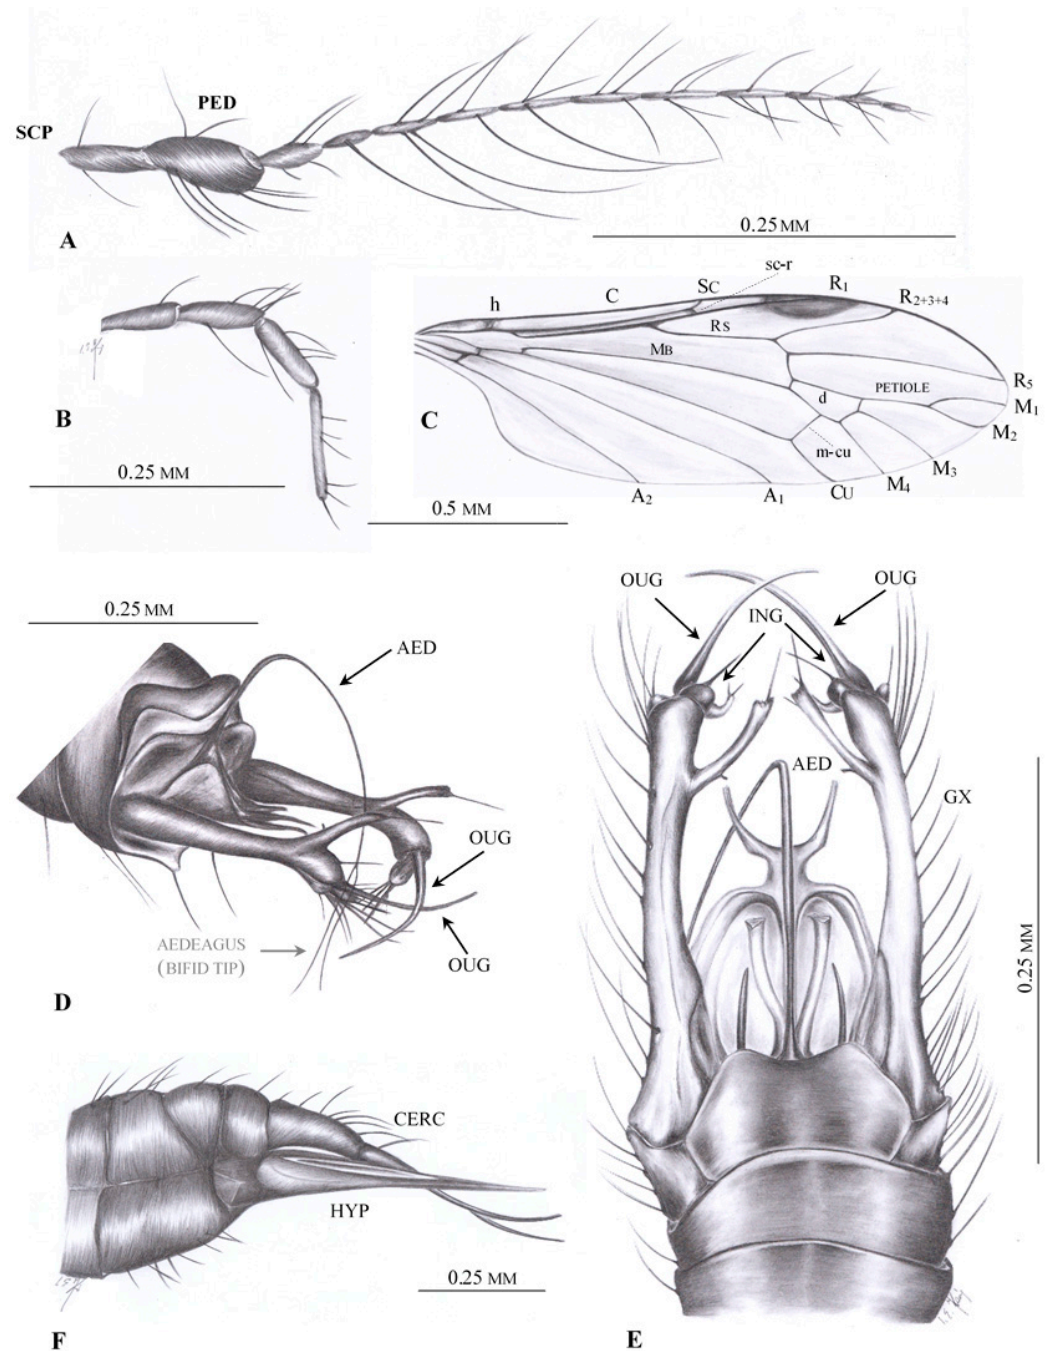 PED
SCP
0.25 MM
A
sc-r
h
C
SC
R1
R2+3+4
RS
MB
PETIOLE
R5
M1
d
B
C
M2
m-cu
M3
0.25 MM
M4
A2
A1
CU
0.5 MM
OUG
OUG
0.25 MM
ING
AED
AED
GX
OUG
AEDEAGUS
(BIFID TIP)
OUG
0.25 MM
D
CERC
HYP
0.25 MM
F
E